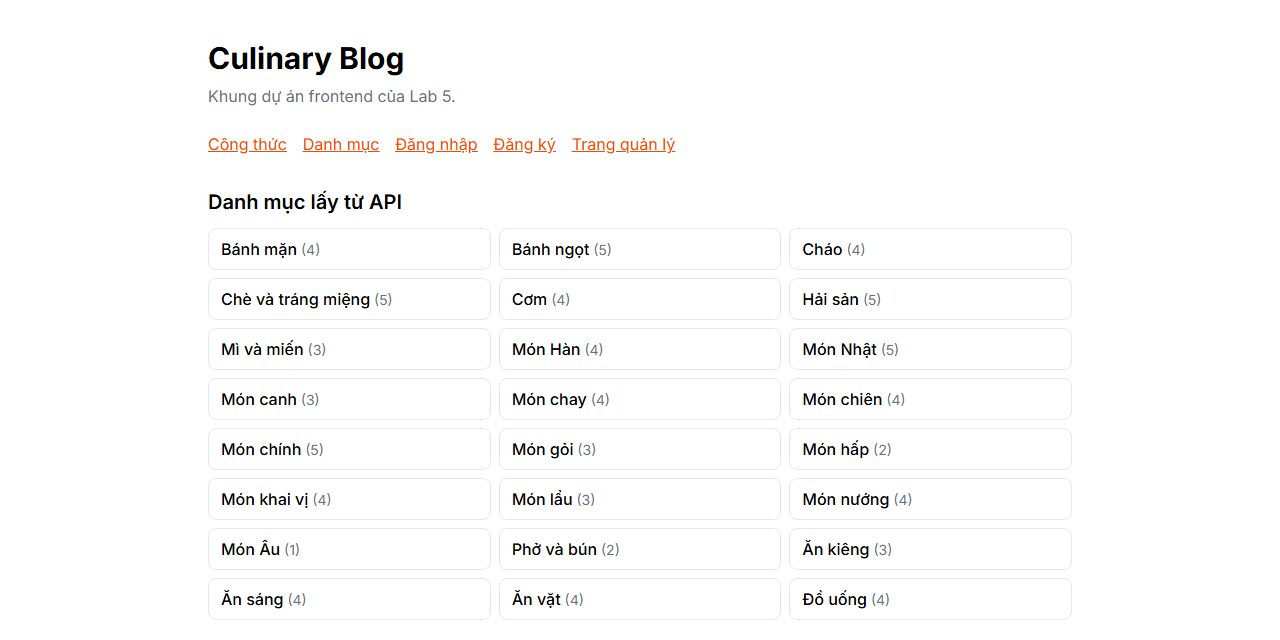 Culinary Blog
Khung dự án frontend của Lab 5.
Công thức Danh mục Đăng nhập Đăng ký Trang quản lý
Danh mục lấy từ API
Bánh mặn (4) Bánh ngọt (5) Cháo (4)
Chè và tráng miệng (5) Cơm (4) Hải sản (5)
Mì và miến (3) Món Hàn (4) Món Nhật (5)
Món canh (3) Món chay (4) Món chiên (4)
Món chính (5) Món gỏi (3) Món hấp (2)
Món khai vị (4) Món lẩu (3) Món nướng (4)
Món Âu (1) Phở và bún (2) Ăn kiêng (3)
Ăn sáng (4) Ăn vặt (4) Đồ uống (4)